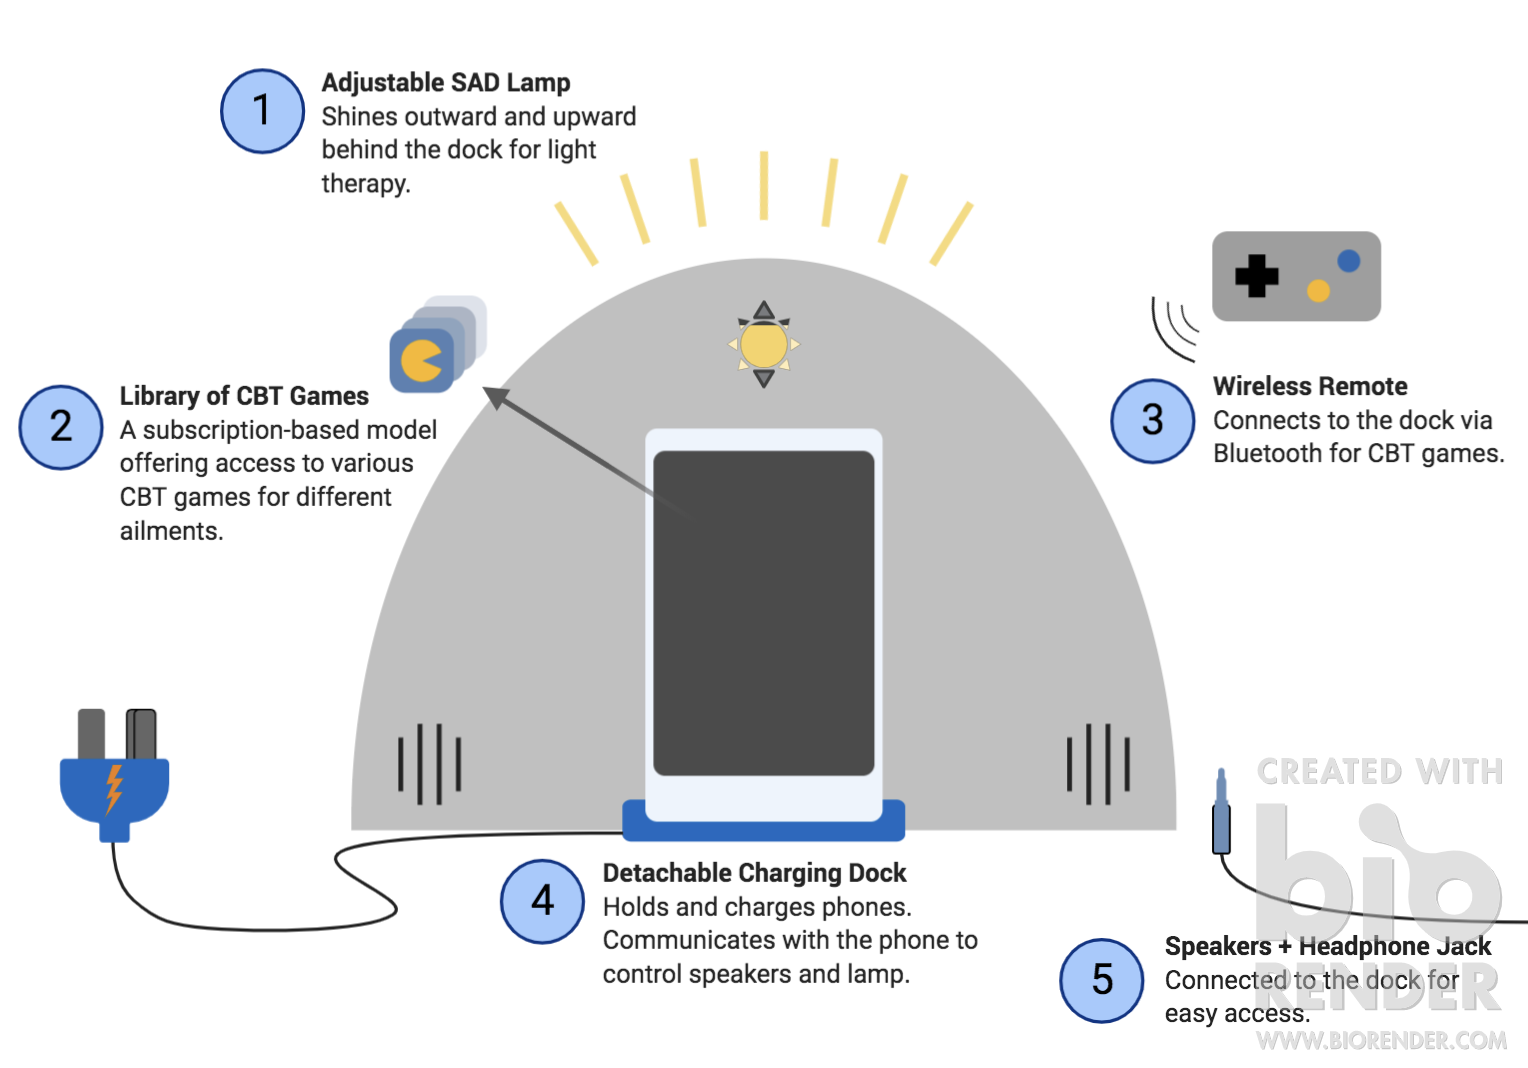 1
Adjustable SAD Lamp
Shines outward and upward
behind the dock for light
therapy.
2
Library of CBT Games
A subscription-based model
offering access to various
CBT games for different
ailments.
3
Wireless Remote
Connects to the dock via
Bluetooth for CBT games.
4
Detachable Charging Dock
Holds and charges phones.
Communicates with the phone to
control speakers and lamp.
5
Speakers + Headphone Jack
Connected to the dock for
easy access.
CREATED WITH
bio
RENDER
WWW.BIORENDER.COM